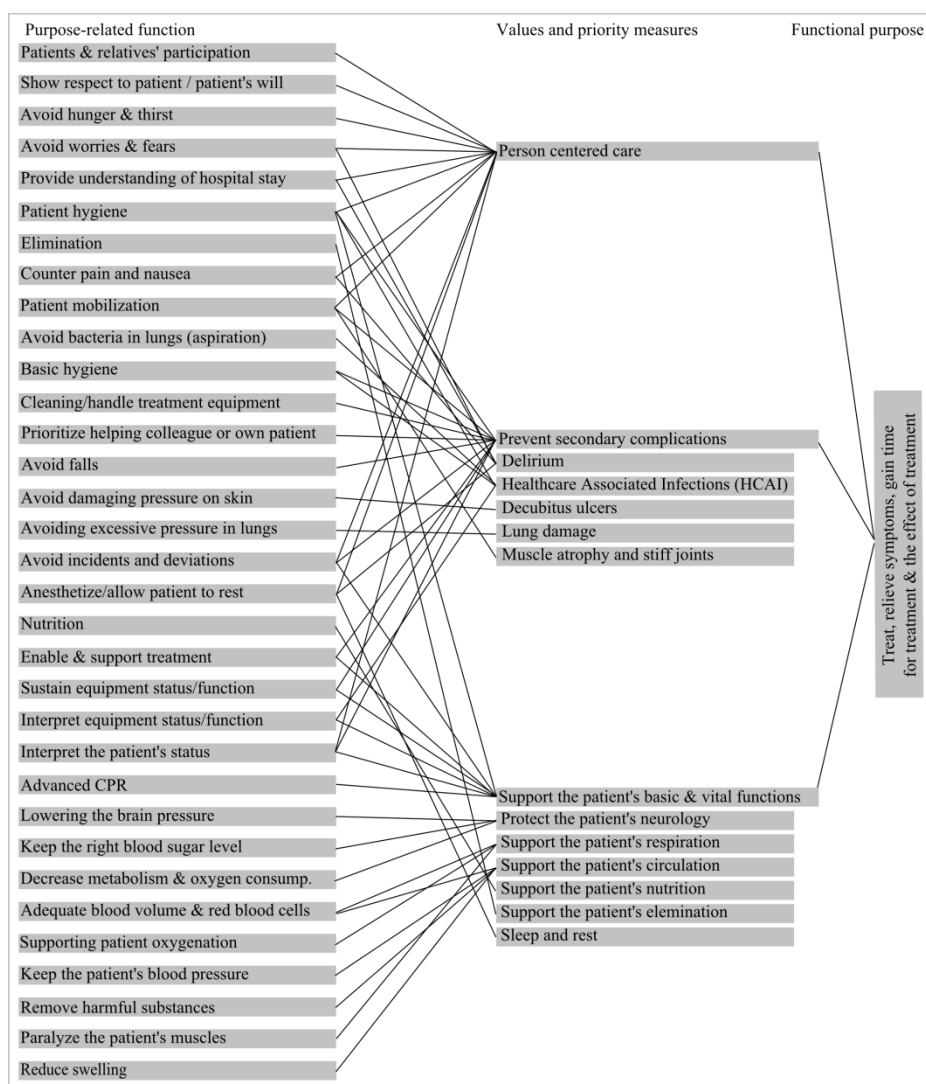 Purpose-related function
Values and priority measures
Functional purpose
Patients & relatives' participation
Show respect to patient / patient's will
Avoid hunger & thirst
Avoid worries & fears
Provide understanding of hospital stay
Patient hygiene
Elimination
Counter pain and nausea
Patient mobilization
Avoid bacteria in lungs (aspiration)
Basic hygiene
Cleaning/handle treatment equipment
Prioritize helping colleague or own patient
Avoid falls
Avoid damaging pressure on skin
Avoiding excessive pressure in lungs
Avoid incidents and deviations
Anesthetize/allow patient to rest
Nutrition
Enable & support treatment
Sustain equipment status/function
Interpret equipment status/function
Interpret the patient's status
Advanced CPR
Lowering the brain pressure
Keep the right blood sugar level
Decrease metabolism & oxygen consump.
Adequate blood volume & red blood cells
Supporting patient oxygenation
Keep the patient's blood pressure
Remove harmful substances
Paralyze the patient's muscles
Reduce swelling
Person centered care
Prevent secondary complications
Delirium
Healthcare Associated Infections (HCAI)
Decubitus ulcers
Lung damage
Muscle atrophy and stiff joints
Support the patient's basic & vital functions
Protect the patient's neurology
Support the patient's respiration
Support the patient's circulation
Support the patient's nutrition
Support the patient's elemination
Sleep and rest
Treat, relieve symptoms, gain time
for treatment & the effect of treatment